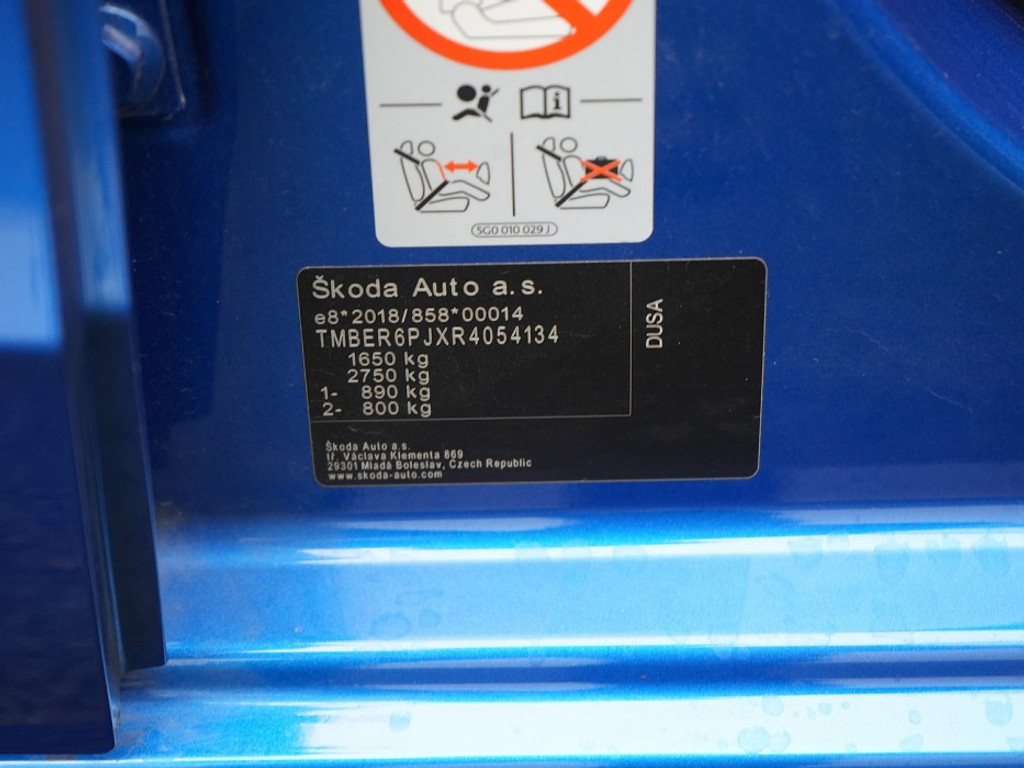 5G0 010 029 J
Škoda Auto a.s.
e8*2018/858*00014
TMBER6PJXR4054134
1650 kg
2750 kg
1- 890 kg
2- 800 kg
DUSA
Škoda Auto a.s.
tř. Václava Klementa 869
29301 Mladá Boleslav, Czech Republic
www.skoda-auto.com